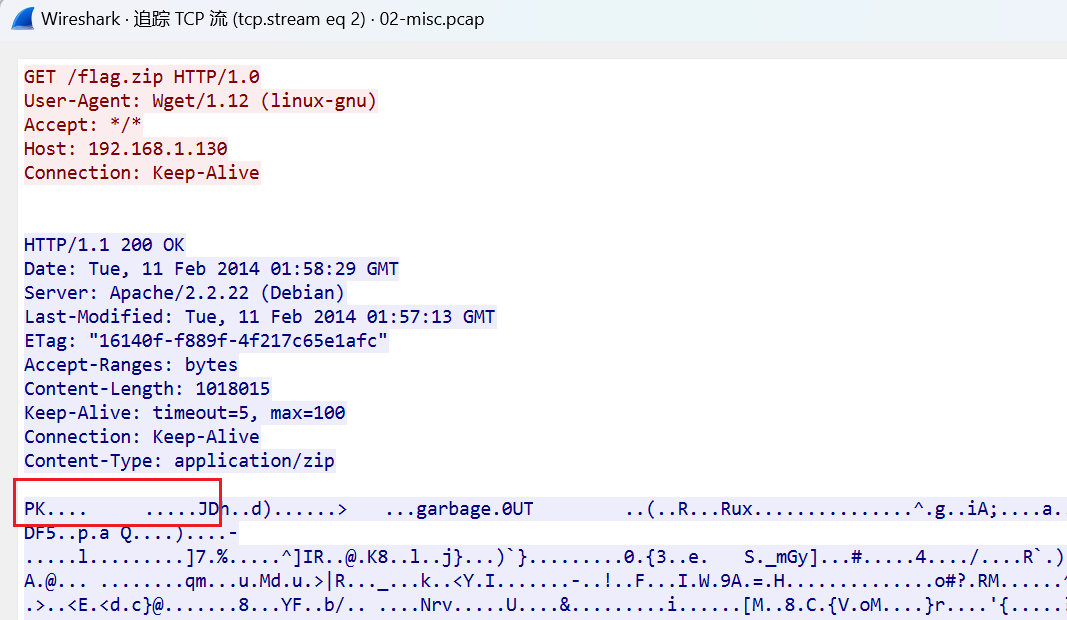 Wireshark · 追踪 TCP 流 (tcp.stream eq 2) · 02-misc.pcap
GET /flag.zip HTTP/1.0
User-Agent: Wget/1.12 (linux-gnu)
Accept: */*
Host: 192.168.1.130
Connection: Keep-Alive
HTTP/1.1 200 OK
Date: Tue, 11 Feb 2014 01:58:29 GMT
Server: Apache/2.2.22 (Debian)
Last-Modified: Tue, 11 Feb 2014 01:57:13 GMT
ETag: "16140f-f889f-4f217c65e1afc"
Accept-Ranges: bytes
Content-Length: 1018015
Keep-Alive: timeout=5, max=100
Connection: Keep-Alive
Content-Type: application/zip
PK.... .....JDh..d)......> ...garbage.0UT ..(..R...Rux...............^.g..iA;....a.
DF5..p.a Q....)....-
.....l.........]7.%.....^]IR..@.K8..l..j}...)`}.........0.{3..e. S._mGy]...#.....4..../....R`.)
A.@... ........qm...u.Md.u.>|R..._...k..<Y.I.......-..!..F...I.W.9A.=.H..............o#?.RM......^
.>..<E.<d.c}@.......8...YF..b/.. ....Nrv.....U....&.........i......[M..8.C.{V.oM....}r....'{.....